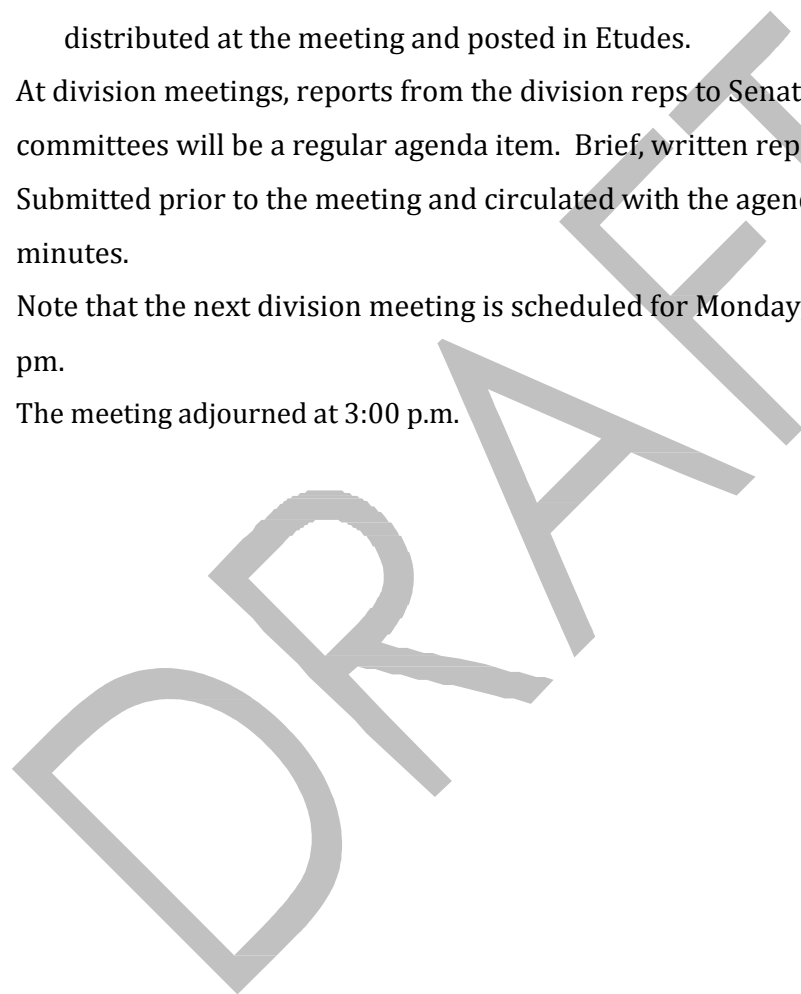 distributed at the meeting and posted in Etudes.
At division meetings, reports from the division reps to Senat
committees will be a regular agenda item.  Brief, written rep
Submitted prior to the meeting and circulated with the agen
minutes.
Note that the next division meeting is scheduled for Monday
pm.
The meeting adjourned at 3:00 p.m.
DRAFT